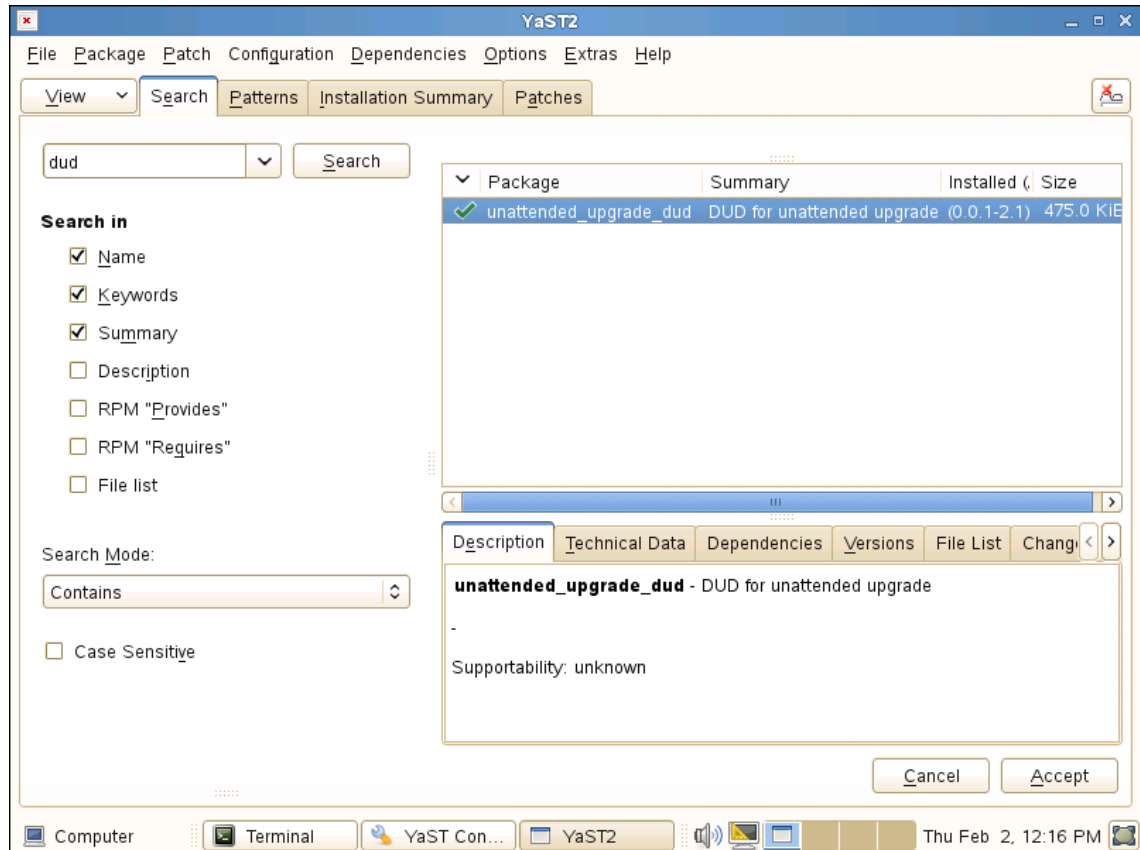 YaST2
File Package Patch Configuration Dependencies Options Extras Help
View Search Patterns Installation Summary Patches
dud Search
Search in
Name
Keywords
Summary
Description
RPM "Provides"
RPM "Requires"
File list
Search Mode:
Contains
Case Sensitive
Package Summary Installed (. Size
unattended_upgrade_dud DUD for unattended upgrade (0.0.1-2.1) 475.0 KiB
Description Technical Data Dependencies Versions File List Chang
unattended_upgrade_dud - DUD for unattended upgrade
-
Supportability: unknown
Cancel Accept
Computer Terminal YaST Con... YaST2 Thu Feb 2, 12:16 PM